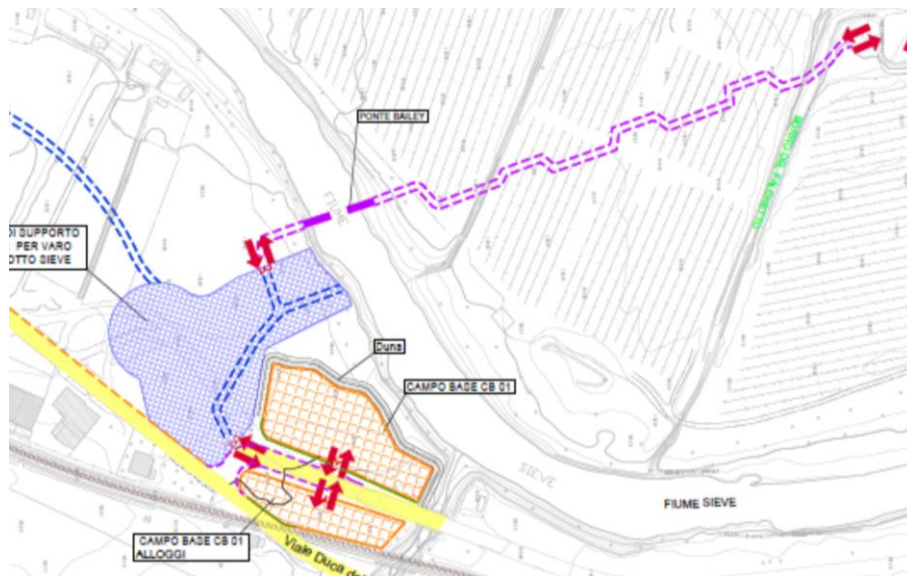 PONTE BAILEY
FIUME
DI SUPPORTO
PER VARO
OTTO SIEVE
Duna
CAMPO BASE CB 01
SIEVE
FIUME SIEVE
CAMPO BASE CB 01
ALLOGGI
Viale Duca